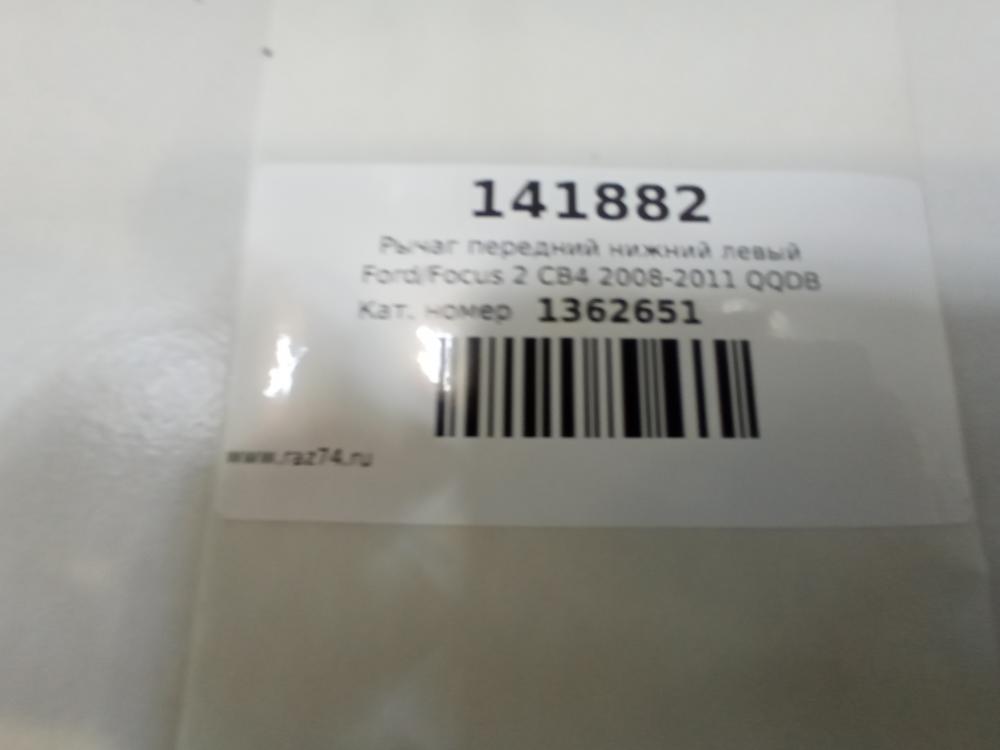 141882
Рычаг передний нижний левый
Ford/Focus 2 CB4 2008-2011 QQDB
Кат. номер 1362651
www.raz74.ru